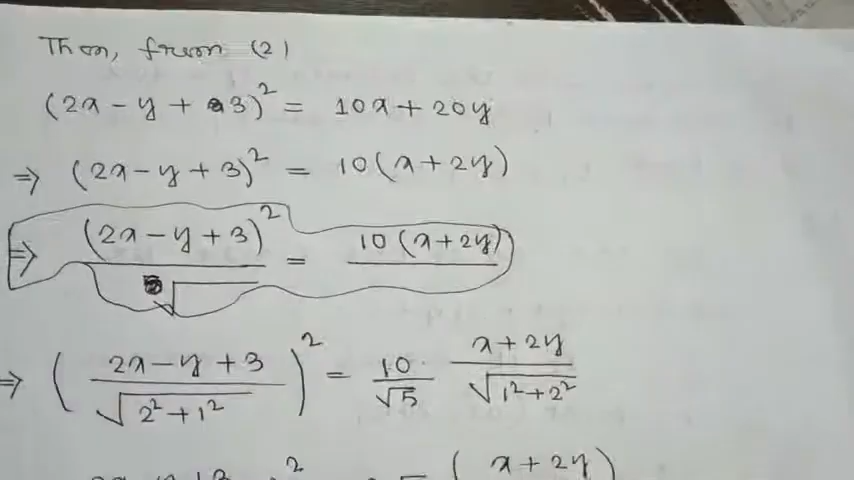 Then, from (2)
(2x - y + 3)² = 10x + 20y
⇒ (2x - y + 3)² = 10(x + 2y)
⇒ (2x - y + 3)² / √ = 10(x + 2y) /
⇒ ( (2x - y + 3) / √(2² + 1²) )² = 10/√5 (x + 2y) / √(1² + 2²)
x + 2y